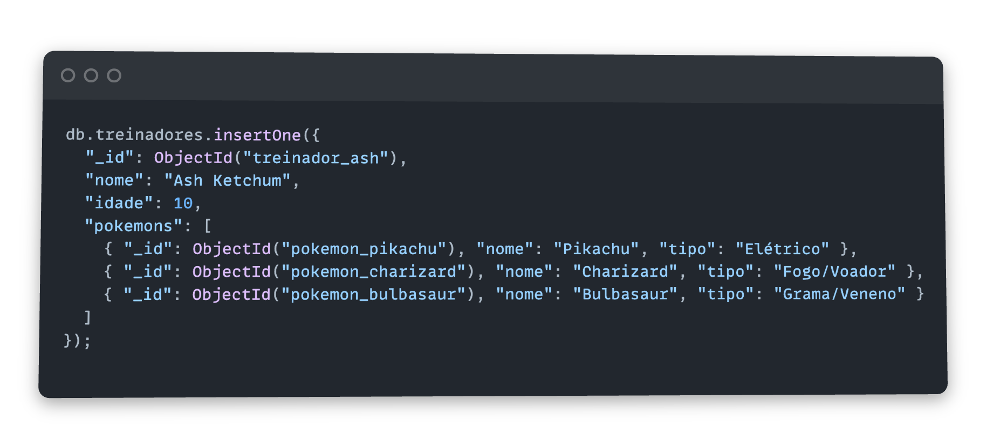 db.treinadores.insertOne({
  "_id": ObjectId("treinador_ash"),
  "nome": "Ash Ketchum",
  "idade": 10,
  "pokemons": [
    { "_id": ObjectId("pokemon_pikachu"), "nome": "Pikachu", "tipo": "Elétrico" },
    { "_id": ObjectId("pokemon_charizard"), "nome": "Charizard", "tipo": "Fogo/Voador" },
    { "_id": ObjectId("pokemon_bulbasaur"), "nome": "Bulbasaur", "tipo": "Grama/Veneno" }
  ]
});